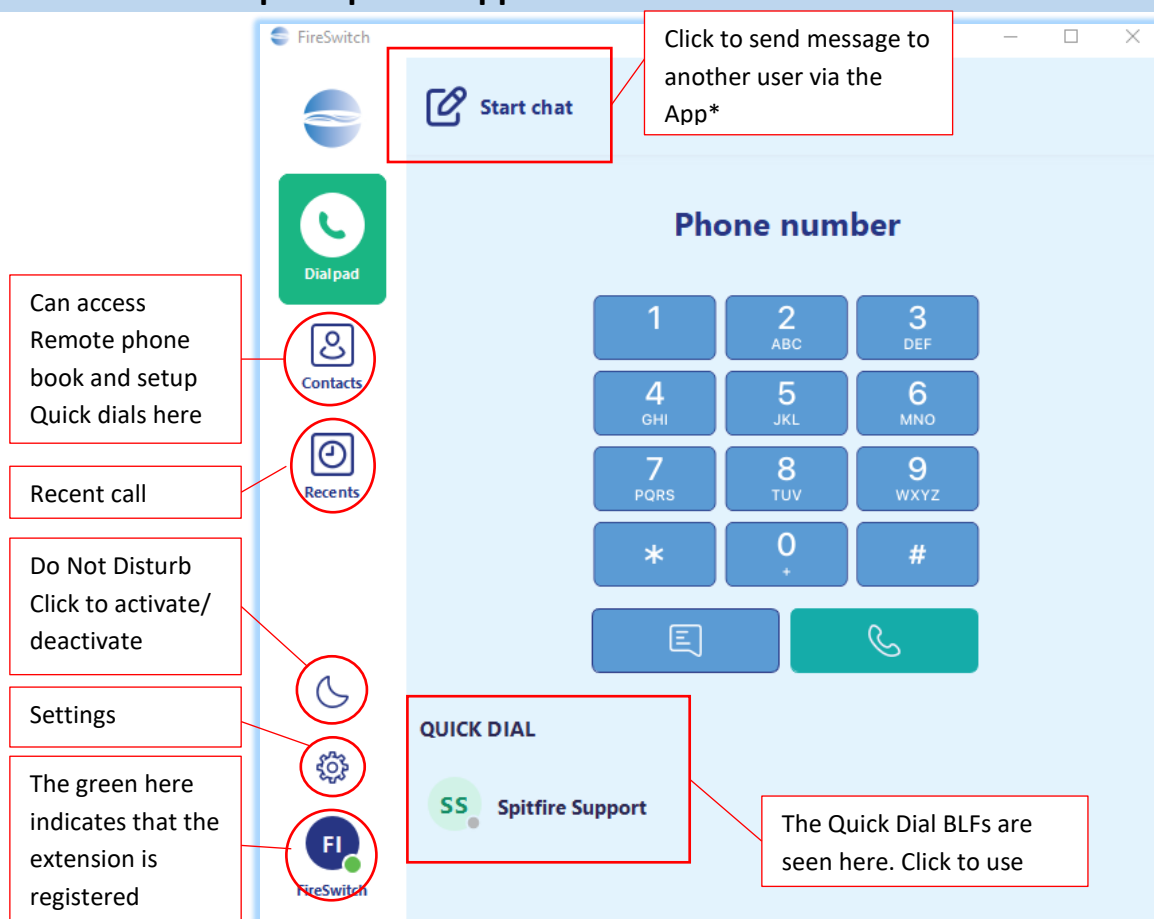 FireSwitch
Click to send message to
another user via the
App*
Start chat
Phone number
Dialpad
Can access
Remote phone
book and setup
Quick dials here
Contacts
Recent call
Recents
1
2
ABC
3
DEF
4
GHI
5
JKL
6
MNO
7
PQRS
8
TUV
9
WXYZ
*
0
+
#
Do Not Disturb
Click to activate/
deactivate
Settings
The green here
indicates that the
extension is
registered
FI
FireSwitch
QUICK DIAL
SS
Spitfire Support
The Quick Dial BLFs are
seen here. Click to use